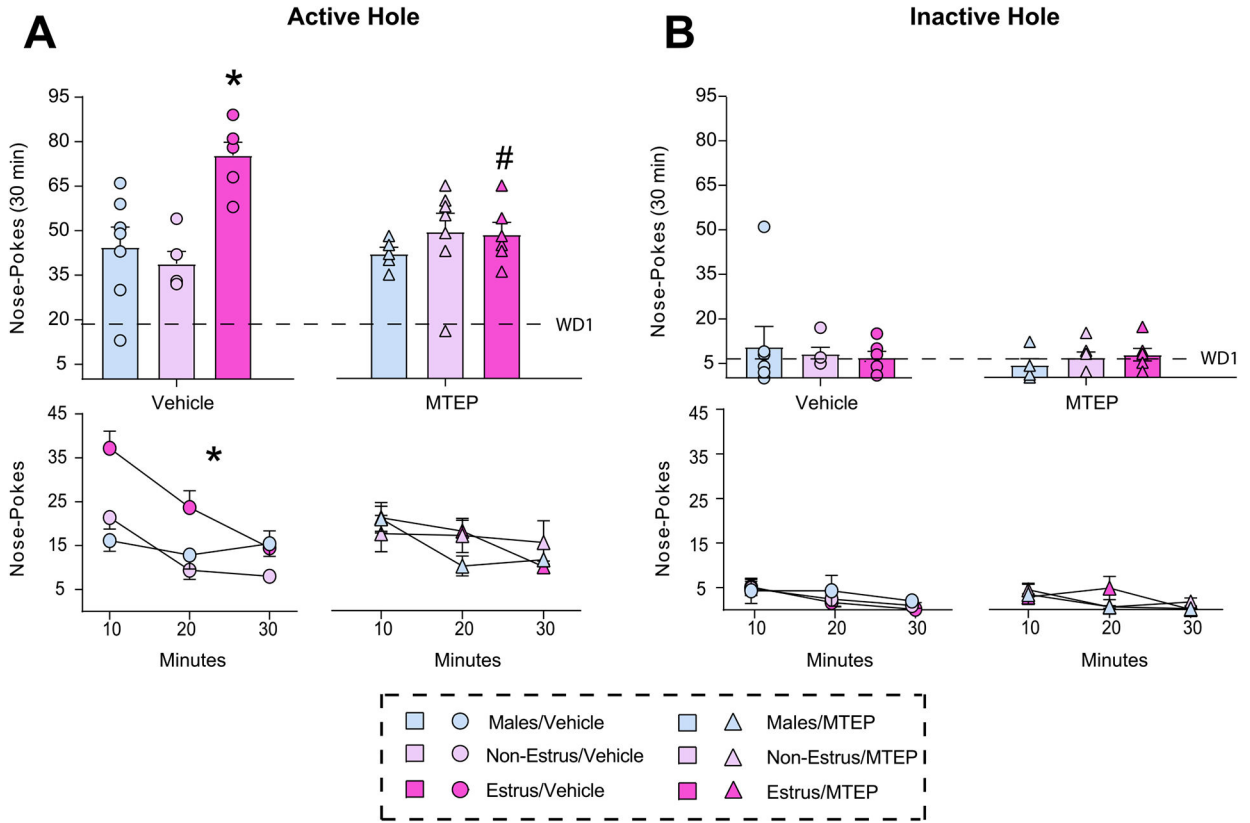 A
Active Hole
B
Inactive Hole
Nose-Pokes (30 min)
95
80
65
50
35
20
5
*
#
WD1
Vehicle
MTEP
Nose-Pokes (30 min)
95
80
65
50
35
20
5
WD1
Vehicle
MTEP
Nose-Pokes
45
35
25
15
5
*
10 20 30
10 20 30
Minutes
Minutes
Nose-Pokes
45
35
25
15
5
10 20 30
10 20 30
Minutes
Minutes
Males/Vehicle
Males/MTEP
Non-Estrus/Vehicle
Non-Estrus/MTEP
Estrus/Vehicle
Estrus/MTEP